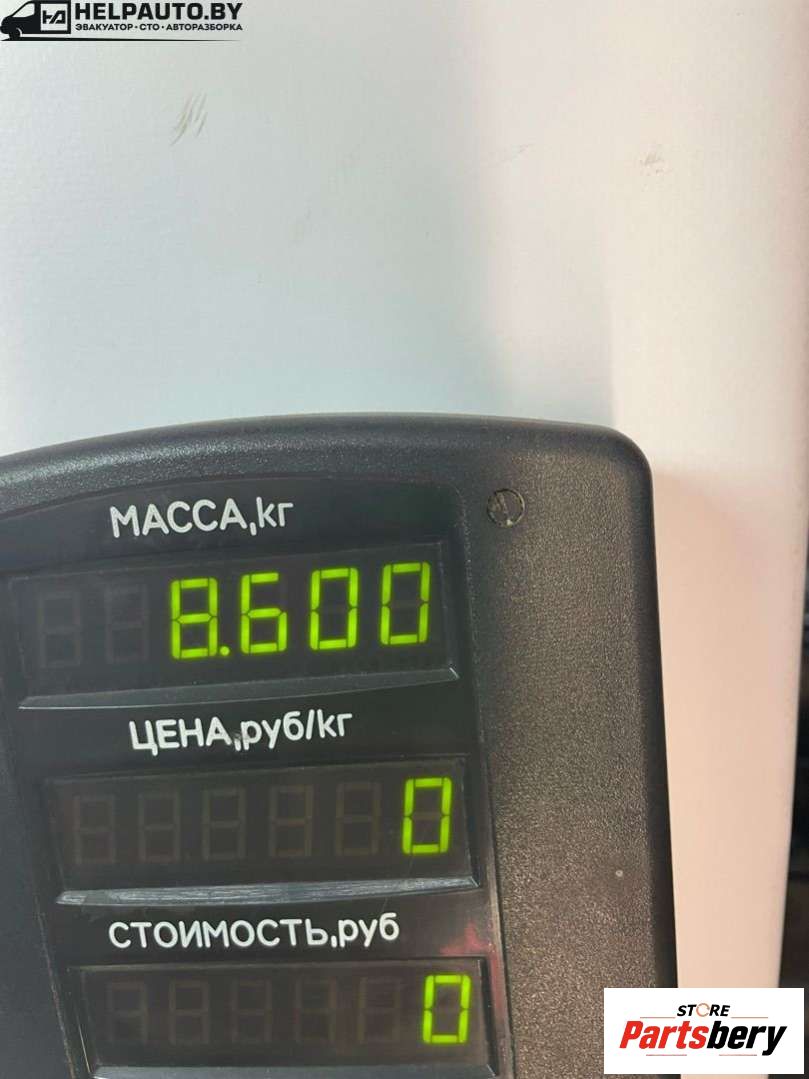 HELPAUTO.BY
ЭВАКУАТОР • СТО • АВТОРАЗБОРКА
МАССА,кг
8.600
ЦЕНА,руб/кг
0
СТОИМОСТЬ,руб
0
STORE
Partsbery